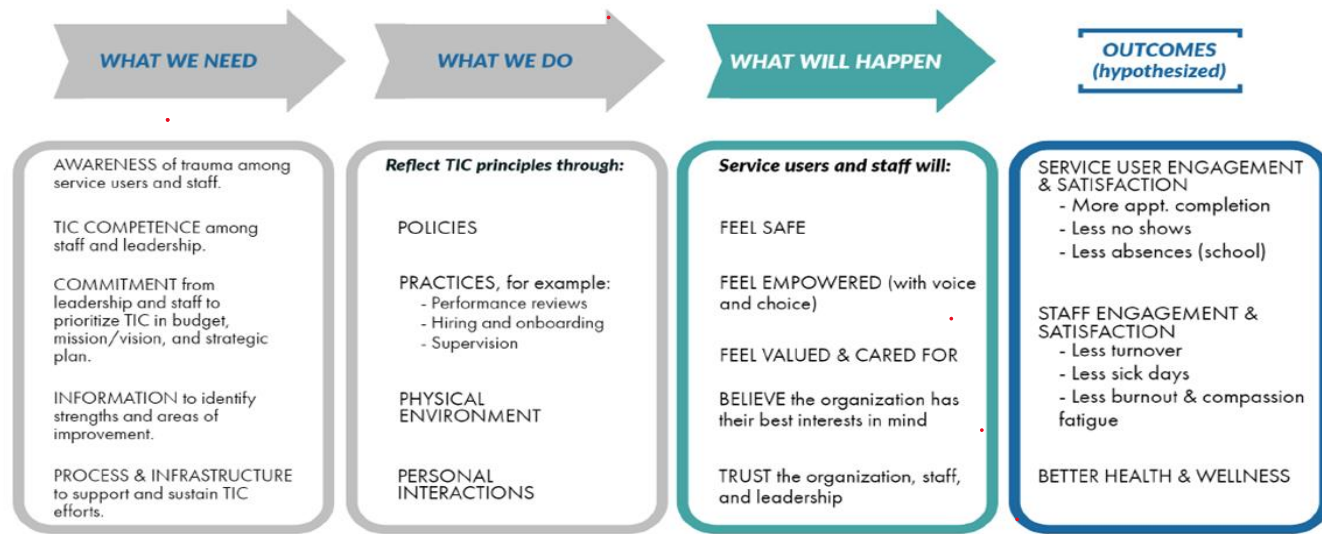 WHAT WE NEED
WHAT WE DO
WHAT WILL HAPPEN
OUTCOMES
(hypothesized)
AWARENESS of trauma among
service users and staff.
TIC COMPETENCE among
staff and leadership.
COMMITMENT from
leadership and staff to
prioritize TIC in budget,
mission/vision, and strategic
plan.
INFORMATION to identify
strengths and areas of
improvement.
PROCESS & INFRASTRUCTURE
to support and sustain TIC
efforts.
Reflect TIC principles through:
POLICIES
PRACTICES, for example:
- Performance reviews
- Hiring and onboarding
- Supervision
PHYSICAL
ENVIRONMENT
PERSONAL
INTERACTIONS
Service users and staff will:
FEEL SAFE
FEEL EMPOWERED (with voice
and choice)
FEEL VALUED & CARED FOR
BELIEVE the organization has
their best interests in mind
TRUST the organization, staff,
and leadership
SERVICE USER ENGAGEMENT
& SATISFACTION
- More appt. completion
- Less no shows
- Less absences (school)
STAFF ENGAGEMENT &
SATISFACTION
- Less turnover
- Less sick days
- Less burnout & compassion
fatigue
BETTER HEALTH & WELLNESS